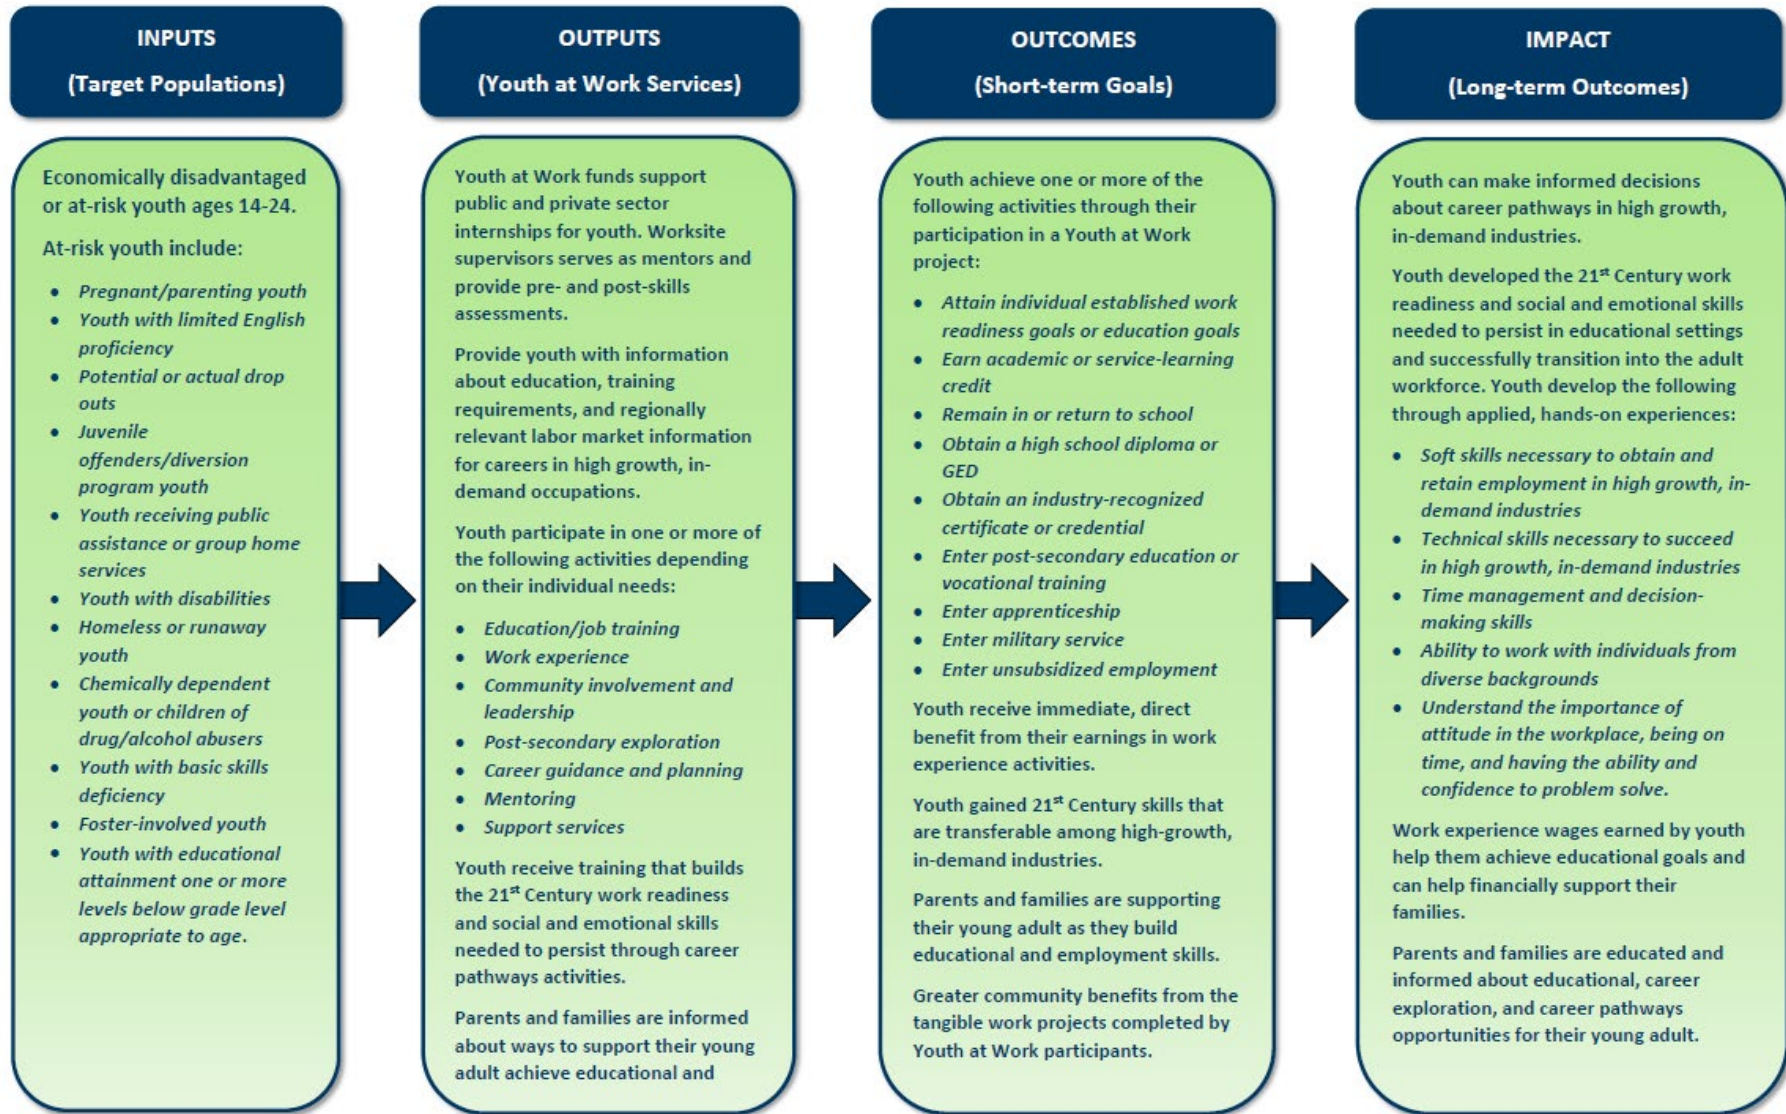 INPUTS
(Target Populations)
Economically disadvantaged
or at-risk youth ages 14-24.
At-risk youth include:
• Pregnant/parenting youth
• Youth with limited English
proficiency
• Potential or actual drop
outs
• Juvenile
offenders/diversion
program youth
• Youth receiving public
assistance or group home
services
• Youth with disabilities
• Homeless or runaway
youth
• Chemically dependent
youth or children of
drug/alcohol abusers
• Youth with basic skills
deficiency
• Foster-involved youth
• Youth with educational
attainment one or more
levels below grade level
appropriate to age.
OUTPUTS
(Youth at Work Services)
Youth at Work funds support
public and private sector
internships for youth. Worksite
supervisors serves as mentors and
provide pre- and post-skills
assessments.
Provide youth with information
about education, training
requirements, and regionally
relevant labor market information
for careers in high growth, in-
demand occupations.
Youth participate in one or more of
the following activities depending
on their individual needs:
• Education/job training
• Work experience
• Community involvement and
leadership
• Post-secondary exploration
• Career guidance and planning
• Mentoring
• Support services
Youth receive training that builds
the 21st Century work readiness
and social and emotional skills
needed to persist through career
pathways activities.
Parents and families are informed
about ways to support their young
adult achieve educational and
OUTCOMES
(Short-term Goals)
Youth achieve one or more of the
following activities through their
participation in a Youth at Work
project:
• Attain individual established work
readiness goals or education goals
• Earn academic or service-learning
credit
• Remain in or return to school
• Obtain a high school diploma or
GED
• Obtain an industry-recognized
certificate or credential
• Enter post-secondary education or
vocational training
• Enter apprenticeship
• Enter military service
• Enter unsubsidized employment
Youth receive immediate, direct
benefit from their earnings in work
experience activities.
Youth gained 21st Century skills that
are transferable among high-growth,
in-demand industries.
Parents and families are supporting
their young adult as they build
educational and employment skills.
Greater community benefits from the
tangible work projects completed by
Youth at Work participants.
IMPACT
(Long-term Outcomes)
Youth can make informed decisions
about career pathways in high growth,
in-demand industries.
Youth developed the 21st Century work
readiness and social and emotional skills
needed to persist in educational settings
and successfully transition into the adult
workforce. Youth develop the following
through applied, hands-on experiences:
• Soft skills necessary to obtain and
retain employment in high growth, in-
demand industries
• Technical skills necessary to succeed
in high growth, in-demand industries
• Time management and decision-
making skills
• Ability to work with individuals from
diverse backgrounds
• Understand the importance of
attitude in the workplace, being on
time, and having the ability and
confidence to problem solve.
Work experience wages earned by youth
help them achieve educational goals and
can help financially support their
families.
Parents and families are educated and
informed about educational, career
exploration, and career pathways
opportunities for their young adult.